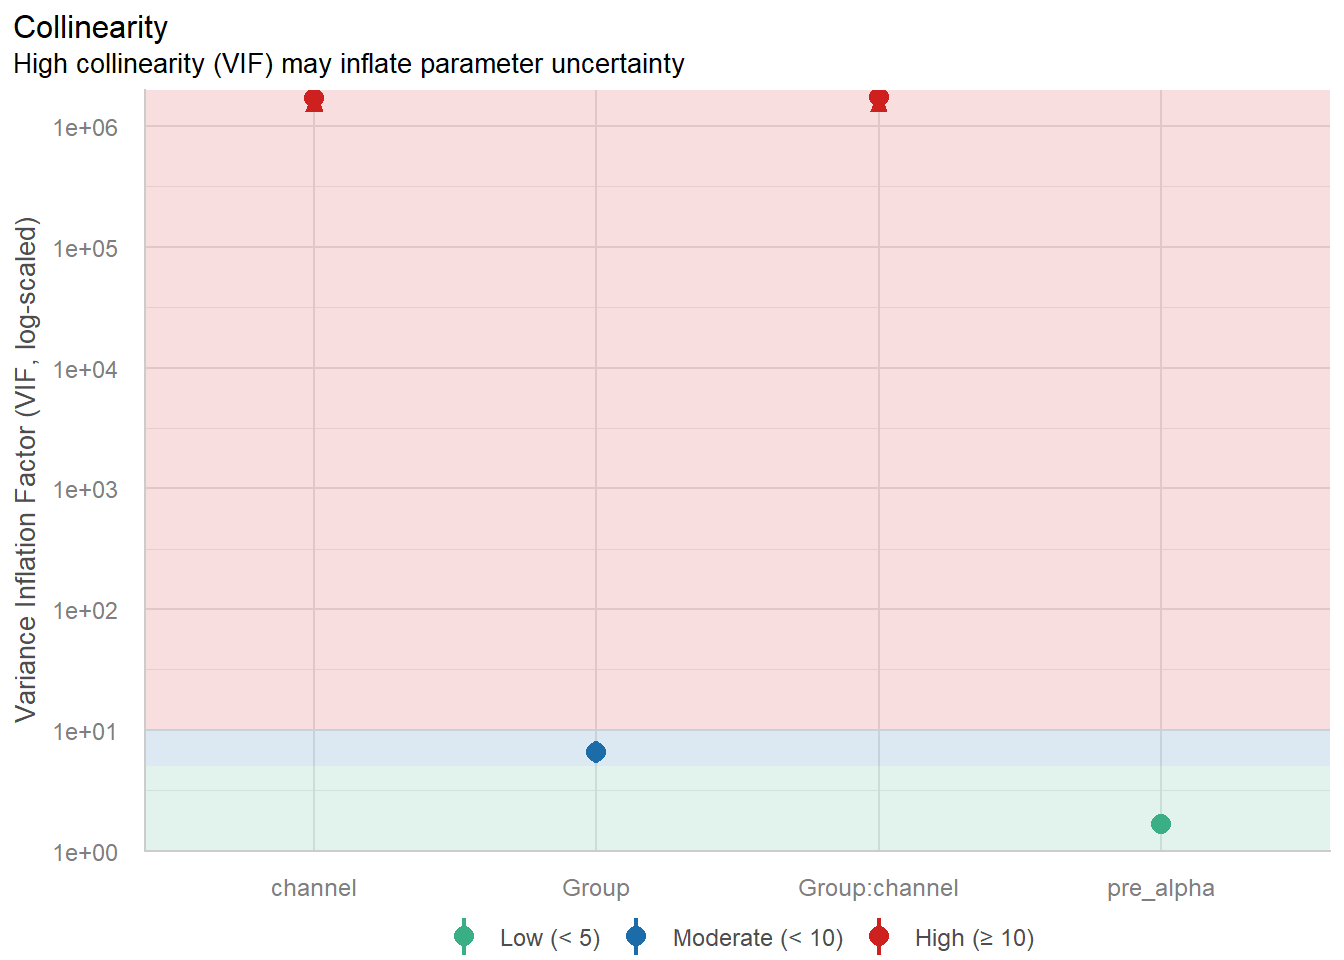 Collinearity
High collinearity (VIF) may inflate parameter uncertainty
Variance Inflation Factor (VIF, log-scaled)
1e+06
1e+05
1e+04
1e+03
1e+02
1e+01
1e+00
channel Group Group:channel pre_alpha
Low (< 5) Moderate (< 10) High (≥ 10)